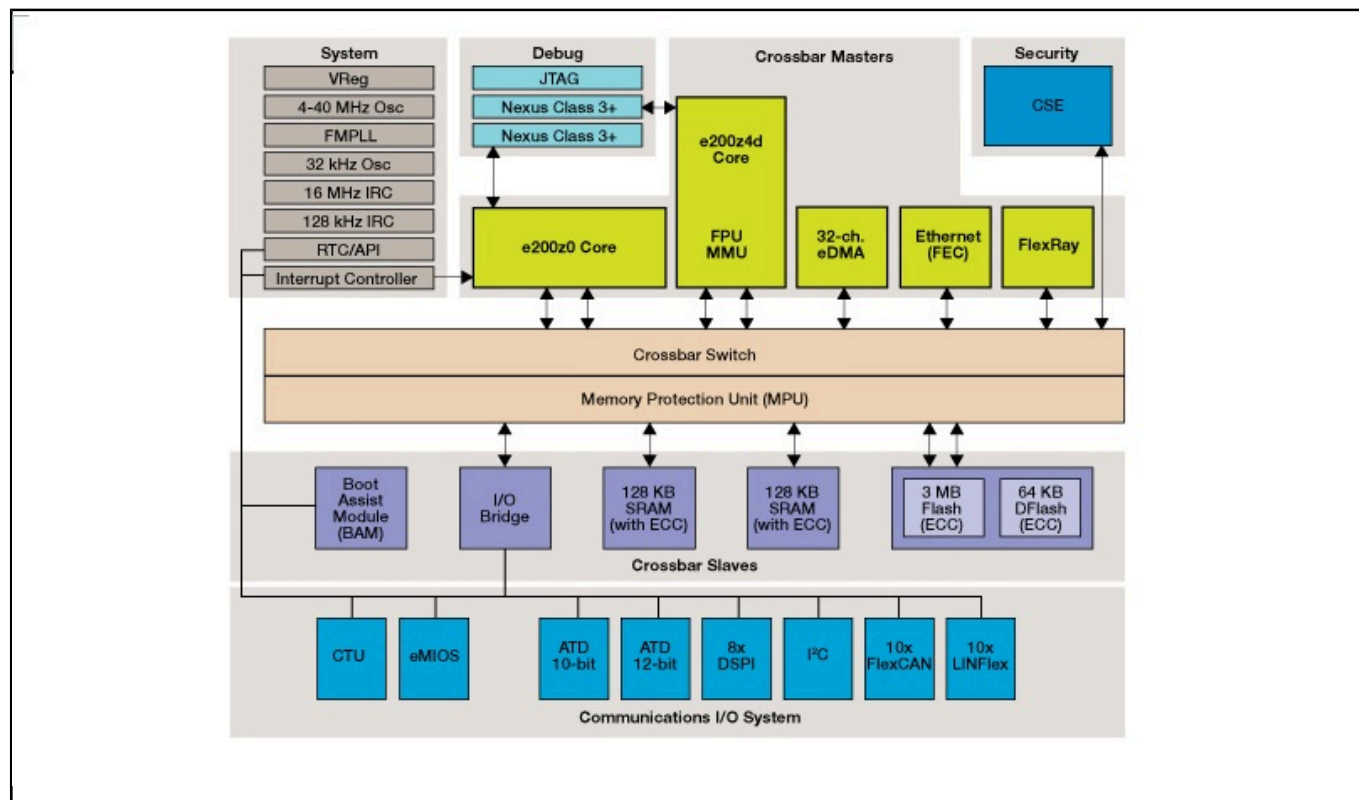 System
VReg
4-40 MHz Osc
FMPLL
32 kHz Osc
16 MHz IRC
128 kHz IRC
RTC/API
Interrupt Controller
Debug
JTAG
Nexus Class 3+
Nexus Class 3+
Crossbar Masters
e200z4d
Core
FPU
MMU
e200z0 Core
32-ch.
eDMA
Ethernet
(FEC)
FlexRay
Security
CSE
Crossbar Switch
Memory Protection Unit (MPU)
Boot
Assist
Module
(BAM)
I/O
Bridge
128 KB
SRAM
(with ECC)
128 KB
SRAM
(with ECC)
3 MB
Flash
(ECC)
64 KB
DFlash
(ECC)
Crossbar Slaves
CTU
eMIOS
ATD
10-bit
ATD
12-bit
8x
DSPI
I²C
10x
FlexCAN
10x
LINFlex
Communications I/O System